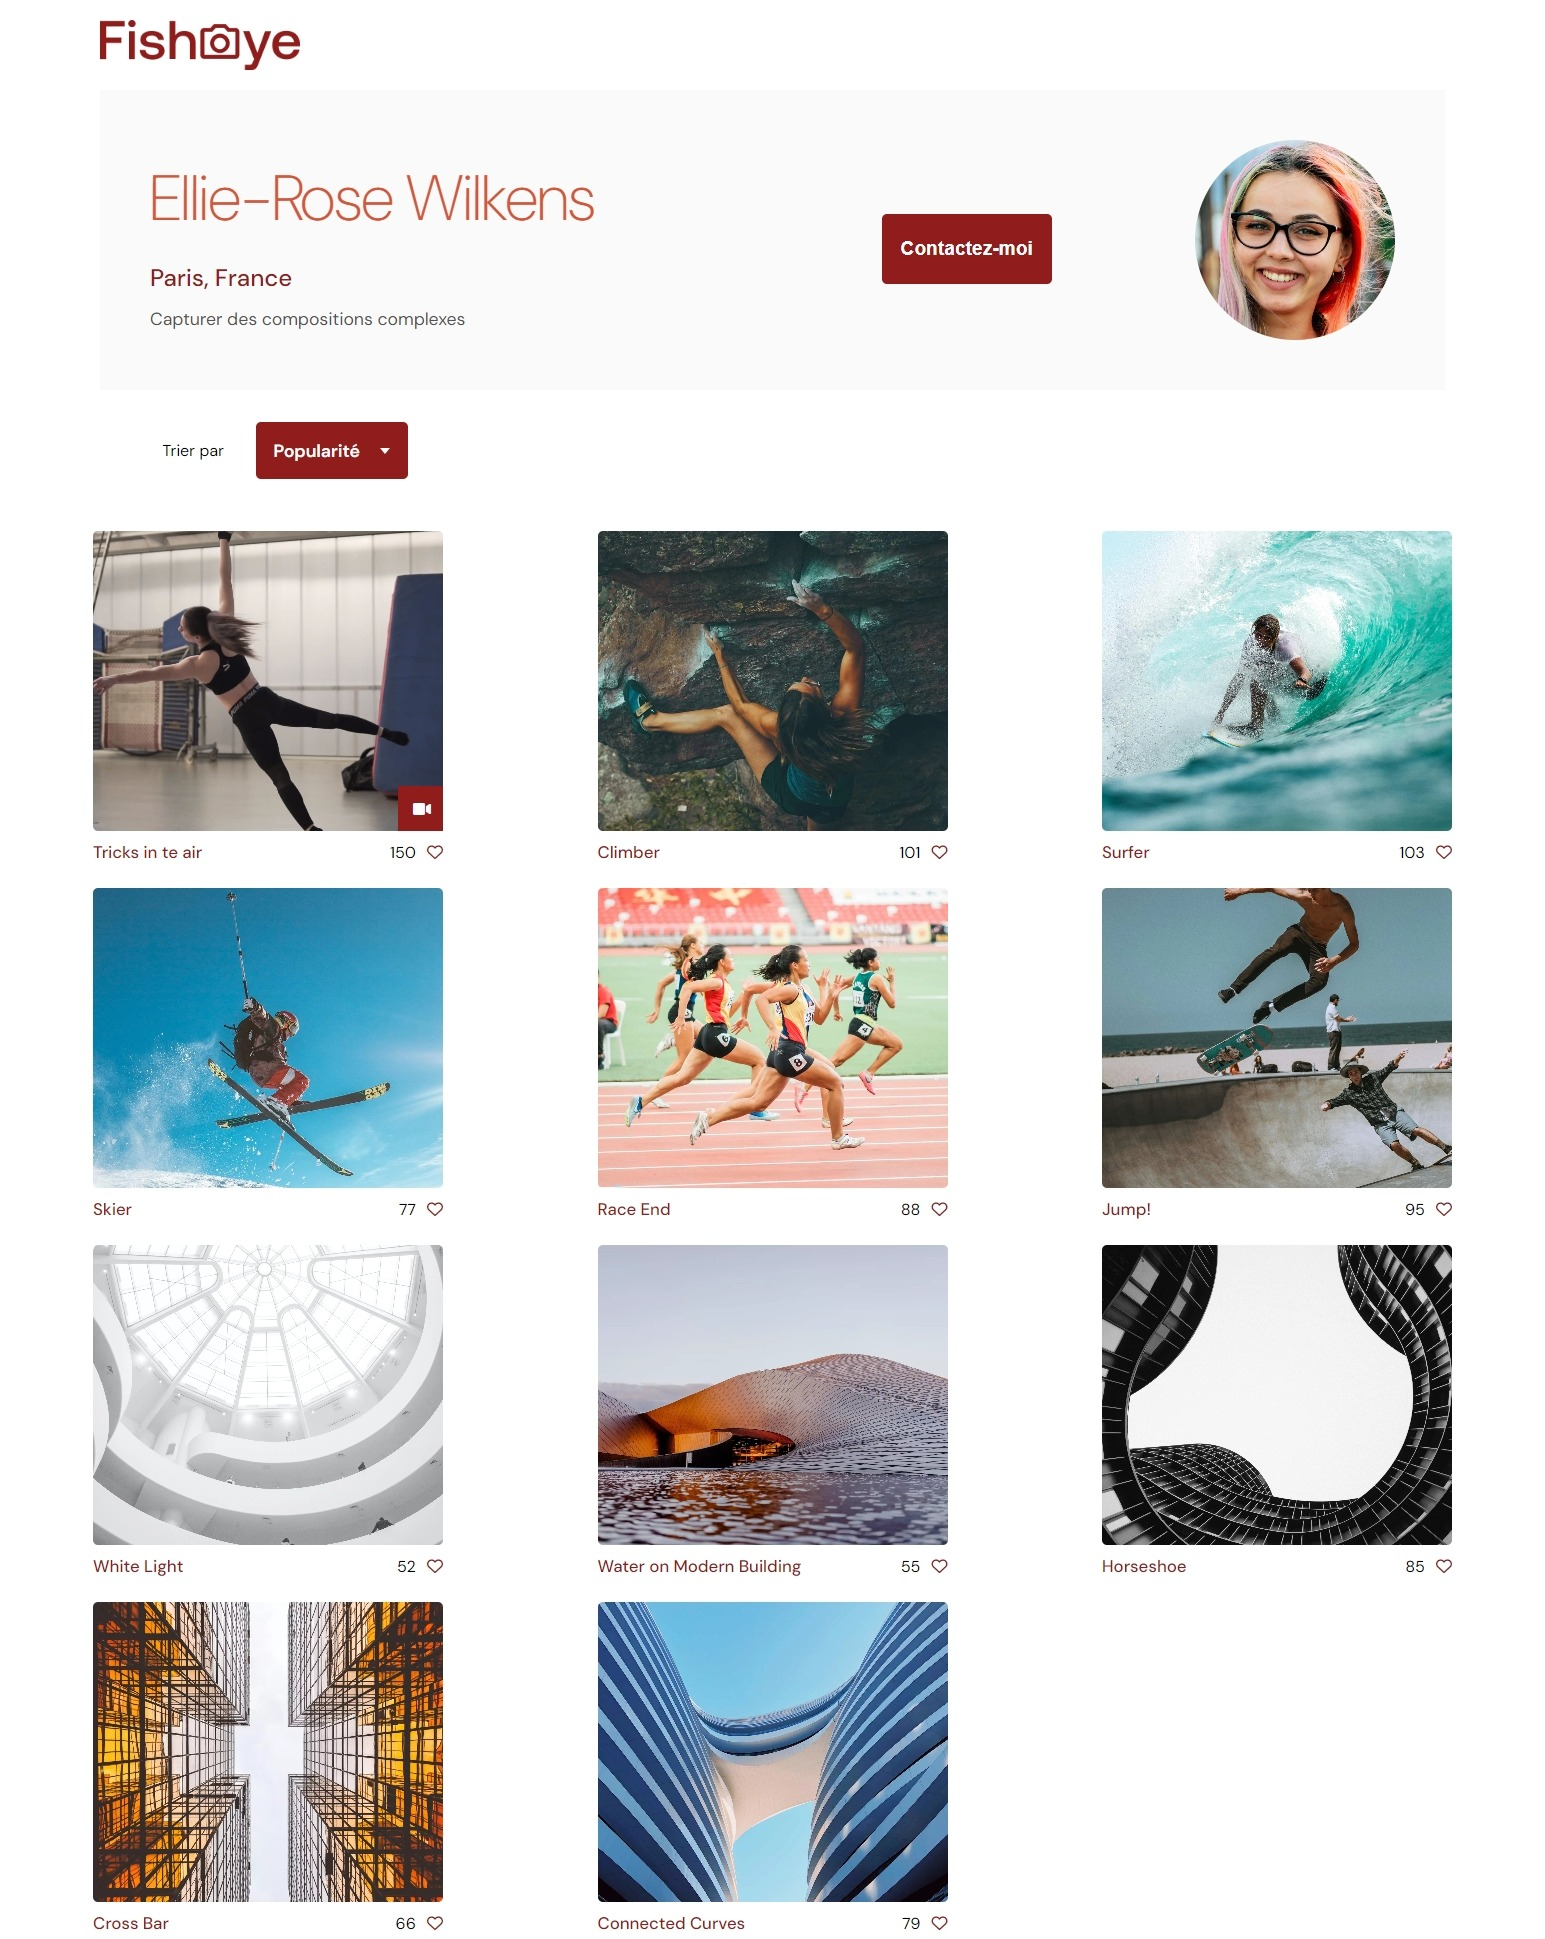 Fisheye
Ellie-Rose Wilkens
Contactez-moi
Paris, France
Capturer des compositions complexes
Trier par Popularité
Tricks in te air 150
Climber 101
Surfer 103
Skier 77
Race End 88
Jump! 95
White Light 52
Water on Modern Building 55
Horseshoe 85
Cross Bar 66
Connected Curves 79